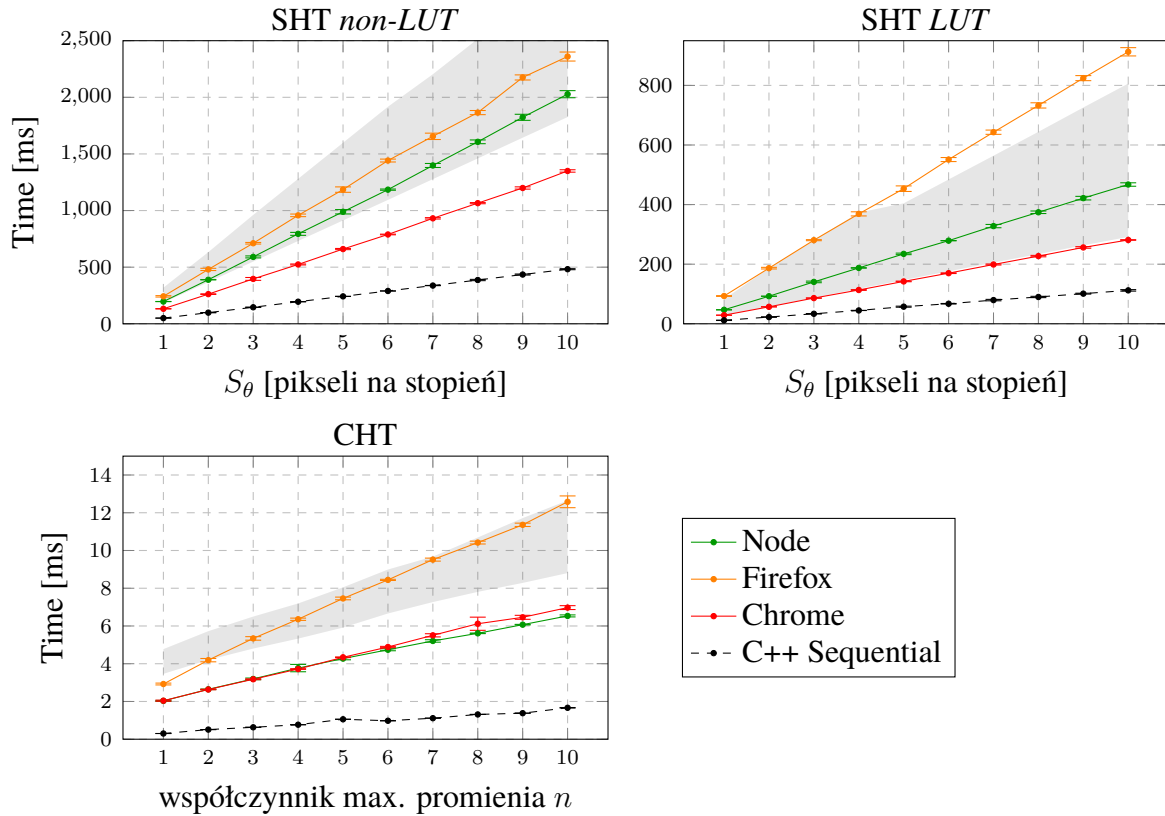 SHT non-LUT
2,500
2,000
1,500
1,000
500
0
Time [ms]
1 2 3 4 5 6 7 8 9 10
S_θ [pikseli na stopień]
SHT LUT
800
600
400
200
0
1 2 3 4 5 6 7 8 9 10
S_θ [pikseli na stopień]
CHT
14
12
10
8
6
4
2
0
Time [ms]
1 2 3 4 5 6 7 8 9 10
współczynnik max. promienia n
Node
Firefox
Chrome
C++ Sequential